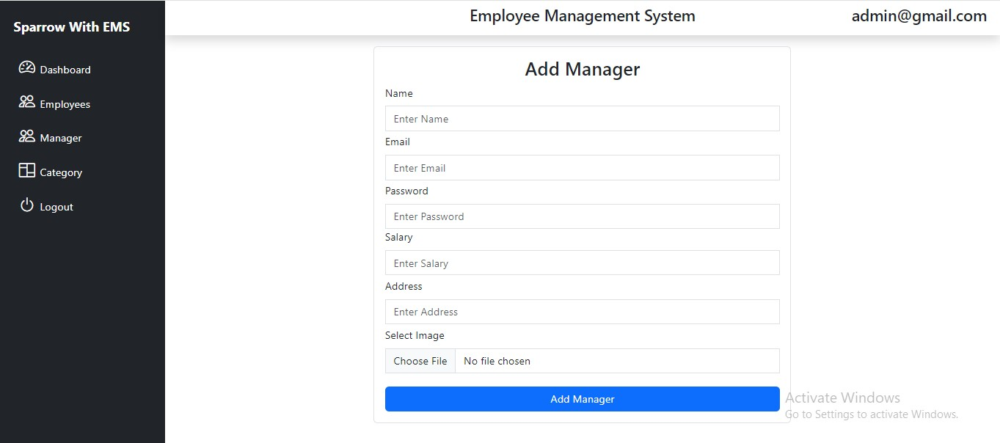 Sparrow With EMS
Dashboard
Employees
Manager
Category
Logout
Employee Management System
admin@gmail.com
Add Manager
Name
Enter Name
Email
Enter Email
Password
Enter Password
Salary
Enter Salary
Address
Enter Address
Select Image
Choose File No file chosen
Add Manager
Activate Windows
Go to Settings to activate Windows.